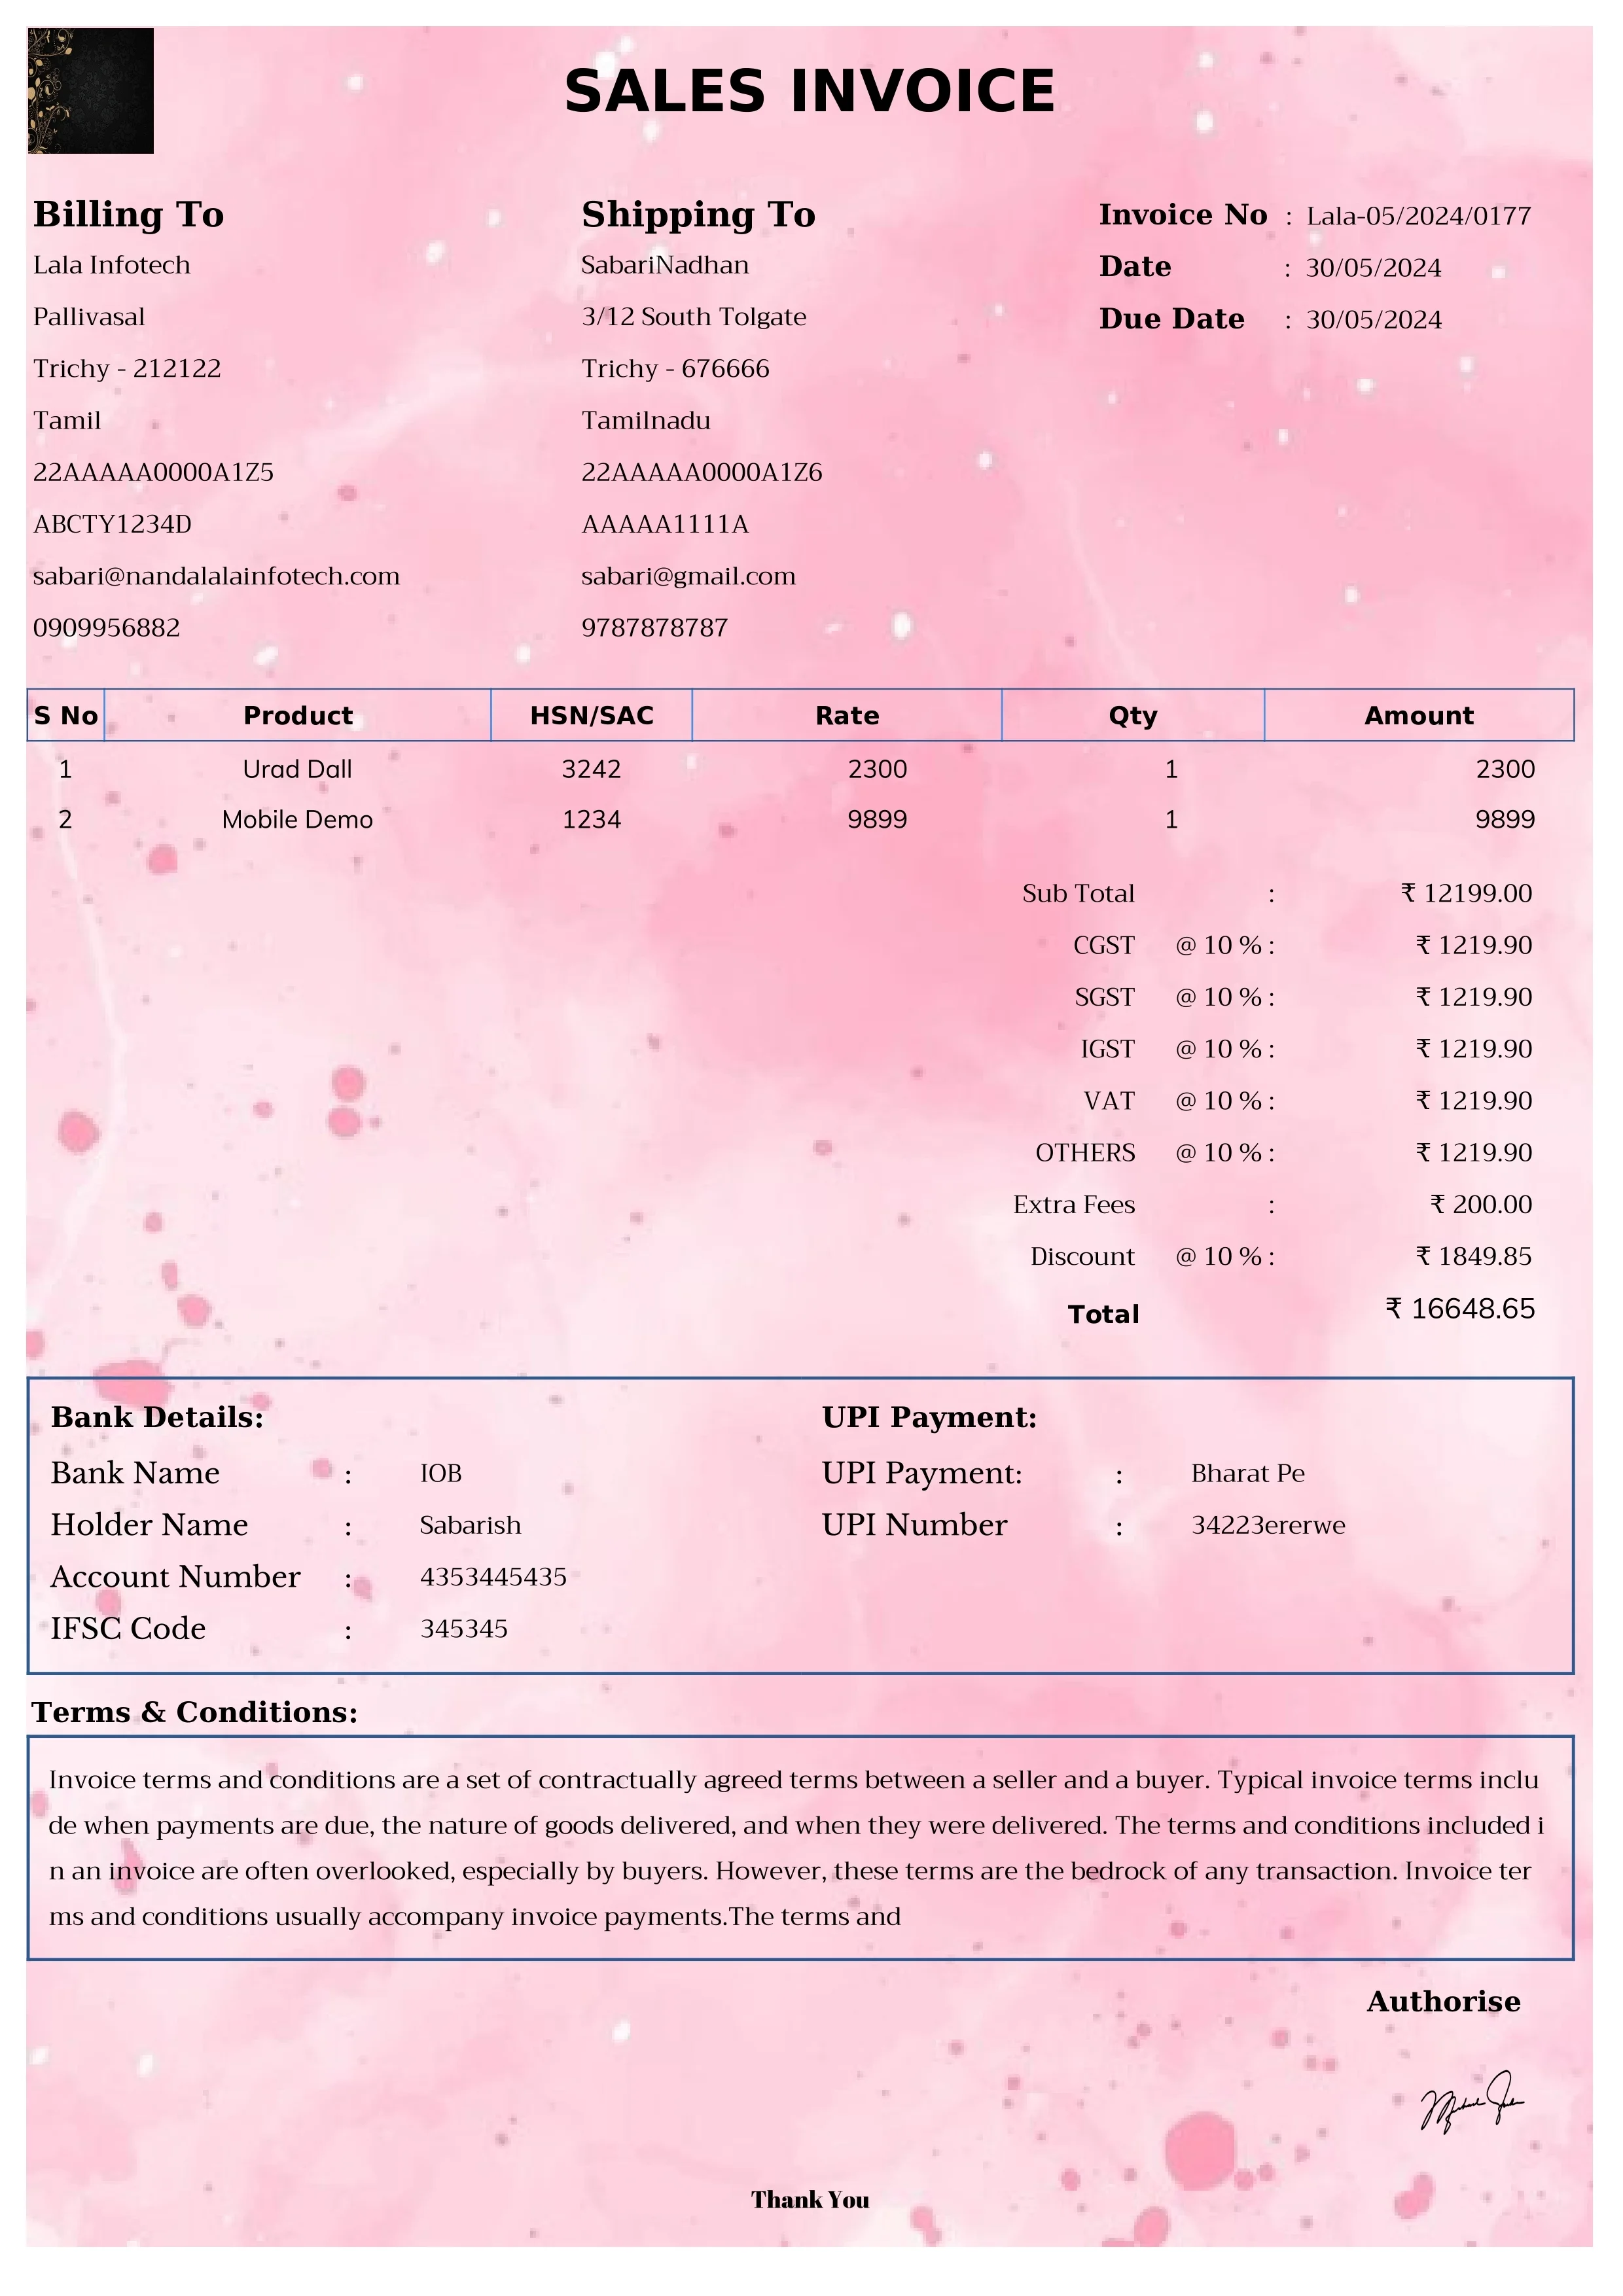 SALES INVOICE
Billing To
Lala Infotech
Pallivasal
Trichy - 212122
Tamil
22AAAAA0000A1Z5
ABCTY1234D
sabari@nandalalainfotech.com
0909956882
Shipping To
SabariNadhan
3/12 South Tolgate
Trichy - 676666
Tamilnadu
22AAAAA0000A1Z6
AAAAA1111A
sabari@gmail.com
9787878787
Invoice No : Lala-05/2024/0177
Date : 30/05/2024
Due Date : 30/05/2024
S No Product HSN/SAC Rate Qty Amount
1 Urad Dall 3242 2300 1 2300
2 Mobile Demo 1234 9899 1 9899
Sub Total : ₹ 12199.00
CGST @ 10 % : ₹ 1219.90
SGST @ 10 % : ₹ 1219.90
IGST @ 10 % : ₹ 1219.90
VAT @ 10 % : ₹ 1219.90
OTHERS @ 10 % : ₹ 1219.90
Extra Fees : ₹ 200.00
Discount @ 10 % : ₹ 1849.85
Total ₹ 16648.65
Bank Details:
Bank Name : IOB
Holder Name : Sabarish
Account Number : 4353445435
IFSC Code : 345345
UPI Payment:
UPI Payment: : Bharat Pe
UPI Number : 34223ererwe
Terms & Conditions:
Invoice terms and conditions are a set of contractually agreed terms between a seller and a buyer. Typical invoice terms inclu
de when payments are due, the nature of goods delivered, and when they were delivered. The terms and conditions included i
n an invoice are often overlooked, especially by buyers. However, these terms are the bedrock of any transaction. Invoice ter
ms and conditions usually accompany invoice payments.The terms and
Authorise
Thank You